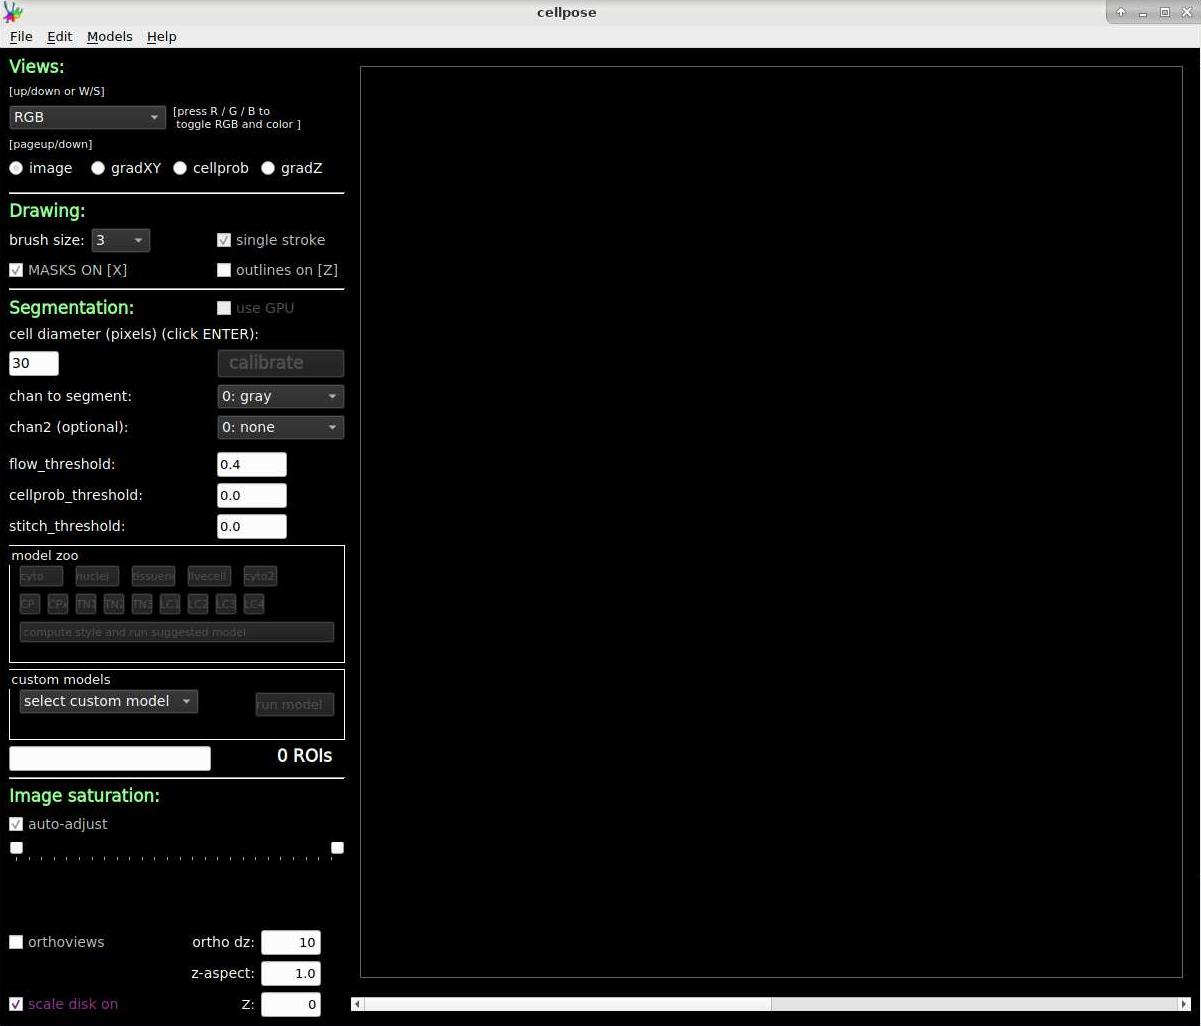 cellpose
File Edit Models Help
Views:
[up/down or W/S]
RGB
[press R / G / B to
toggle RGB and color ]
[pageup/down]
image gradXY cellprob gradZ
Drawing:
brush size: 3 single stroke
MASKS ON [X] outlines on [Z]
Segmentation: use GPU
cell diameter (pixels) (click ENTER):
30 calibrate
chan to segment: 0: gray
chan2 (optional): 0: none
flow_threshold: 0.4
cellprob_threshold: 0.0
stitch_threshold: 0.0
model zoo
cyto nuclei tissuene livecell cyto2
CP CPx TN1 TN2 TN3 LC1 LC2 LC3 LC4
compute style and run suggested model
custom models
select custom model run model
0 ROIs
Image saturation:
auto-adjust
orthoviews ortho dz: 10
z-aspect: 1.0
scale disk on Z: 0